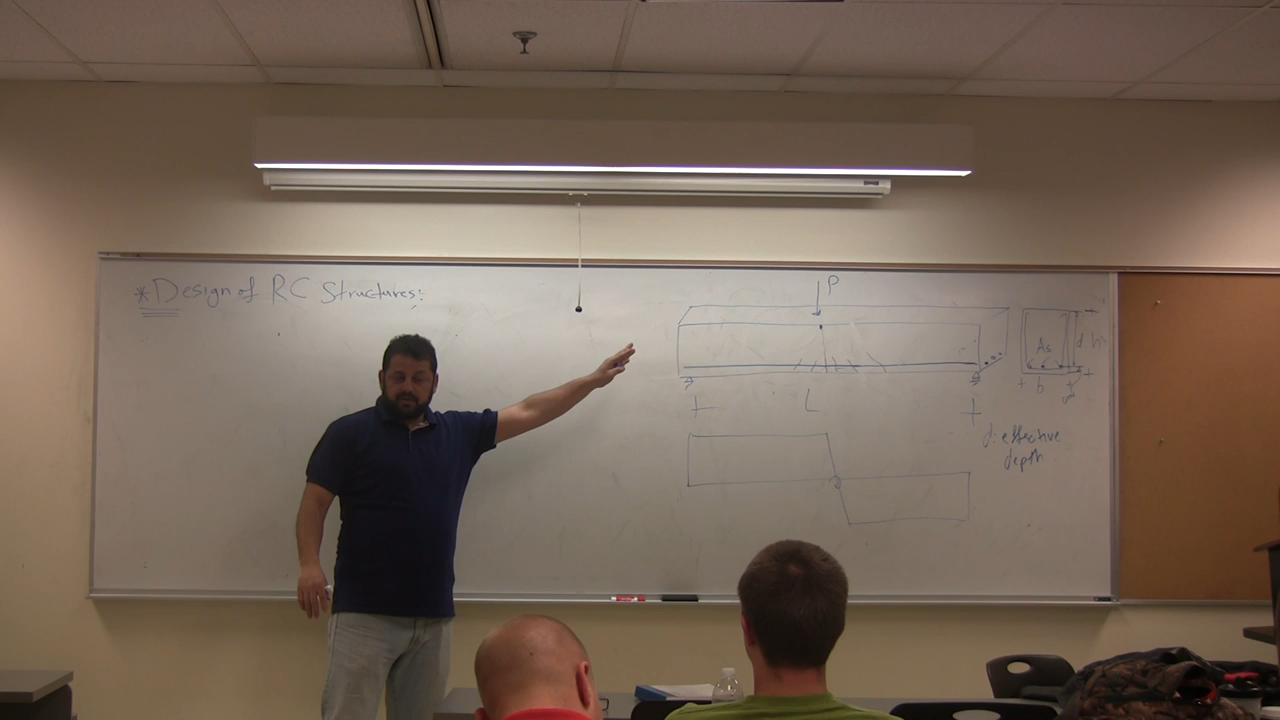 *Design of RC Structures:
P
As
d h
b
L
d: effective
depth